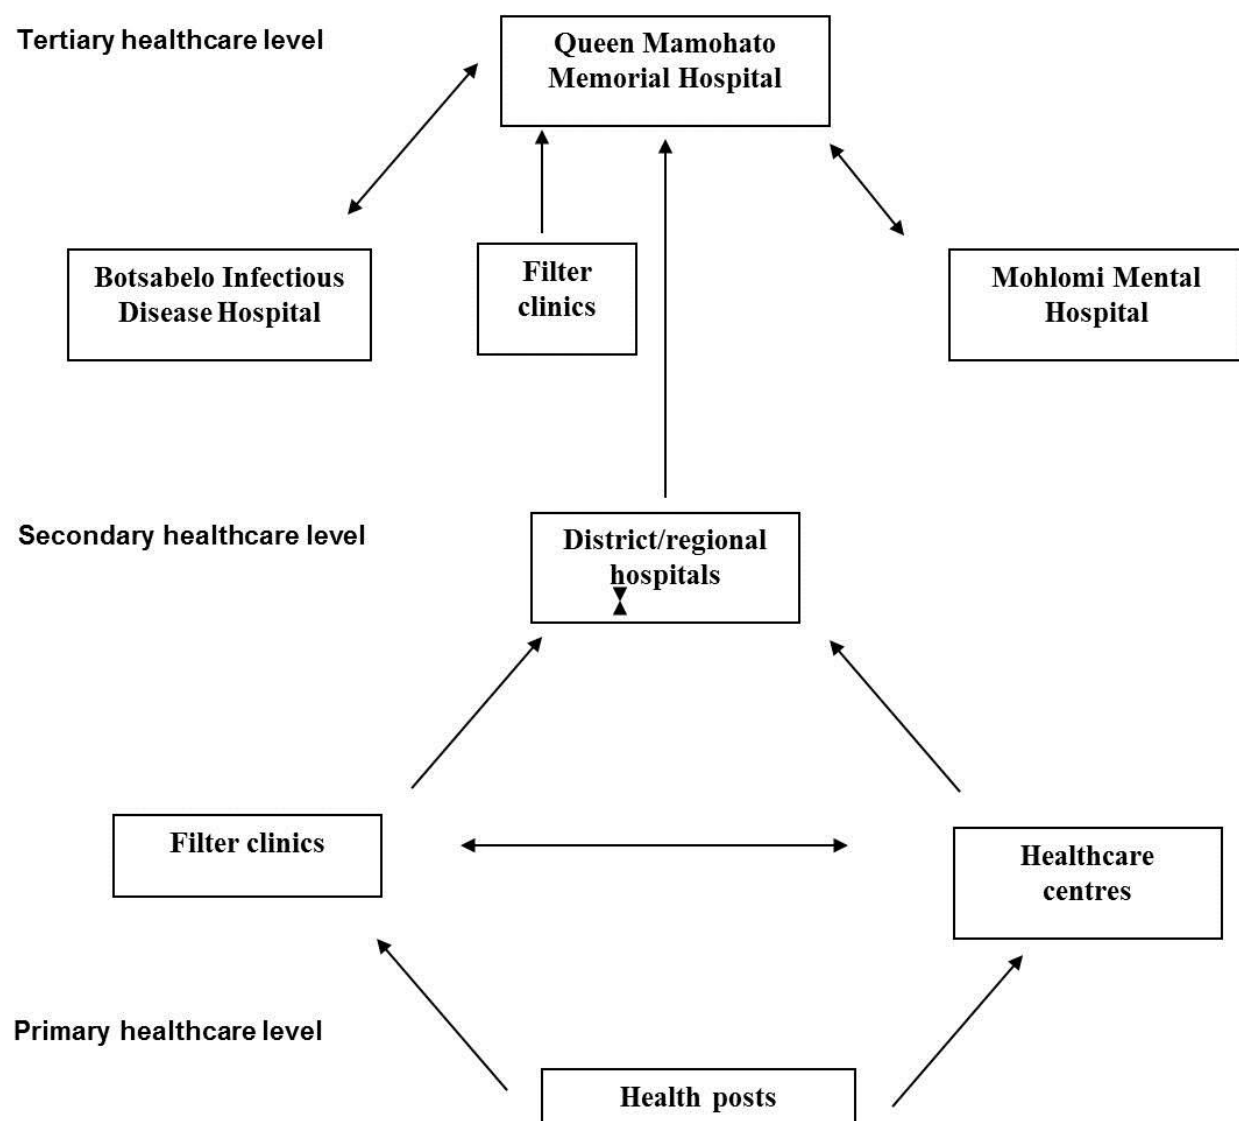 Tertiary healthcare level
Queen Mamohato
Memorial Hospital
Botsabelo Infectious
Disease Hospital
Filter
clinics
Mohlomi Mental
Hospital
Secondary healthcare level
District/regional
hospitals
Filter clinics
Healthcare
centres
Primary healthcare level
Health posts